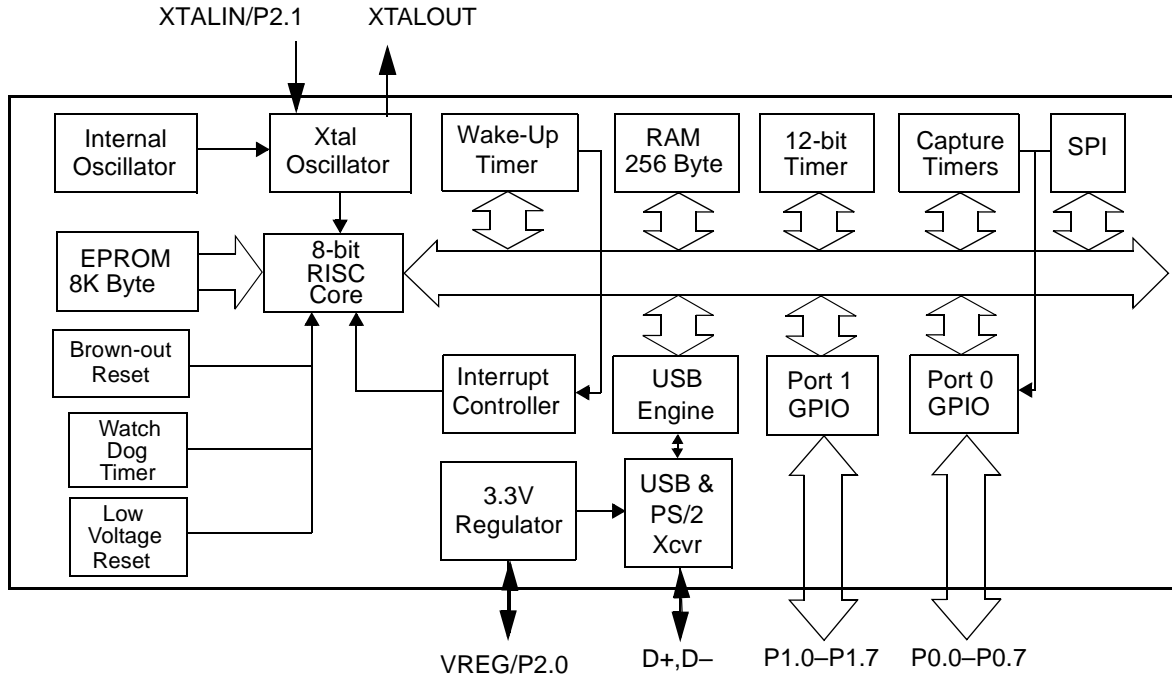 XTALIN/P2.1
XTALOUT
Internal
Oscillator
Xtal
Oscillator
Wake-Up
Timer
RAM
256 Byte
12-bit
Timer
Capture
Timers
SPI
EPROM
8K Byte
8-bit
RISC
Core
Brown-out
Reset
Interrupt
Controller
USB
Engine
Port 1
GPIO
Port 0
GPIO
Watch
Dog
Timer
Low
Voltage
Reset
3.3V
Regulator
USB &
PS/2
Xcvr
VREG/P2.0
D+,D–
P1.0–P1.7
P0.0–P0.7